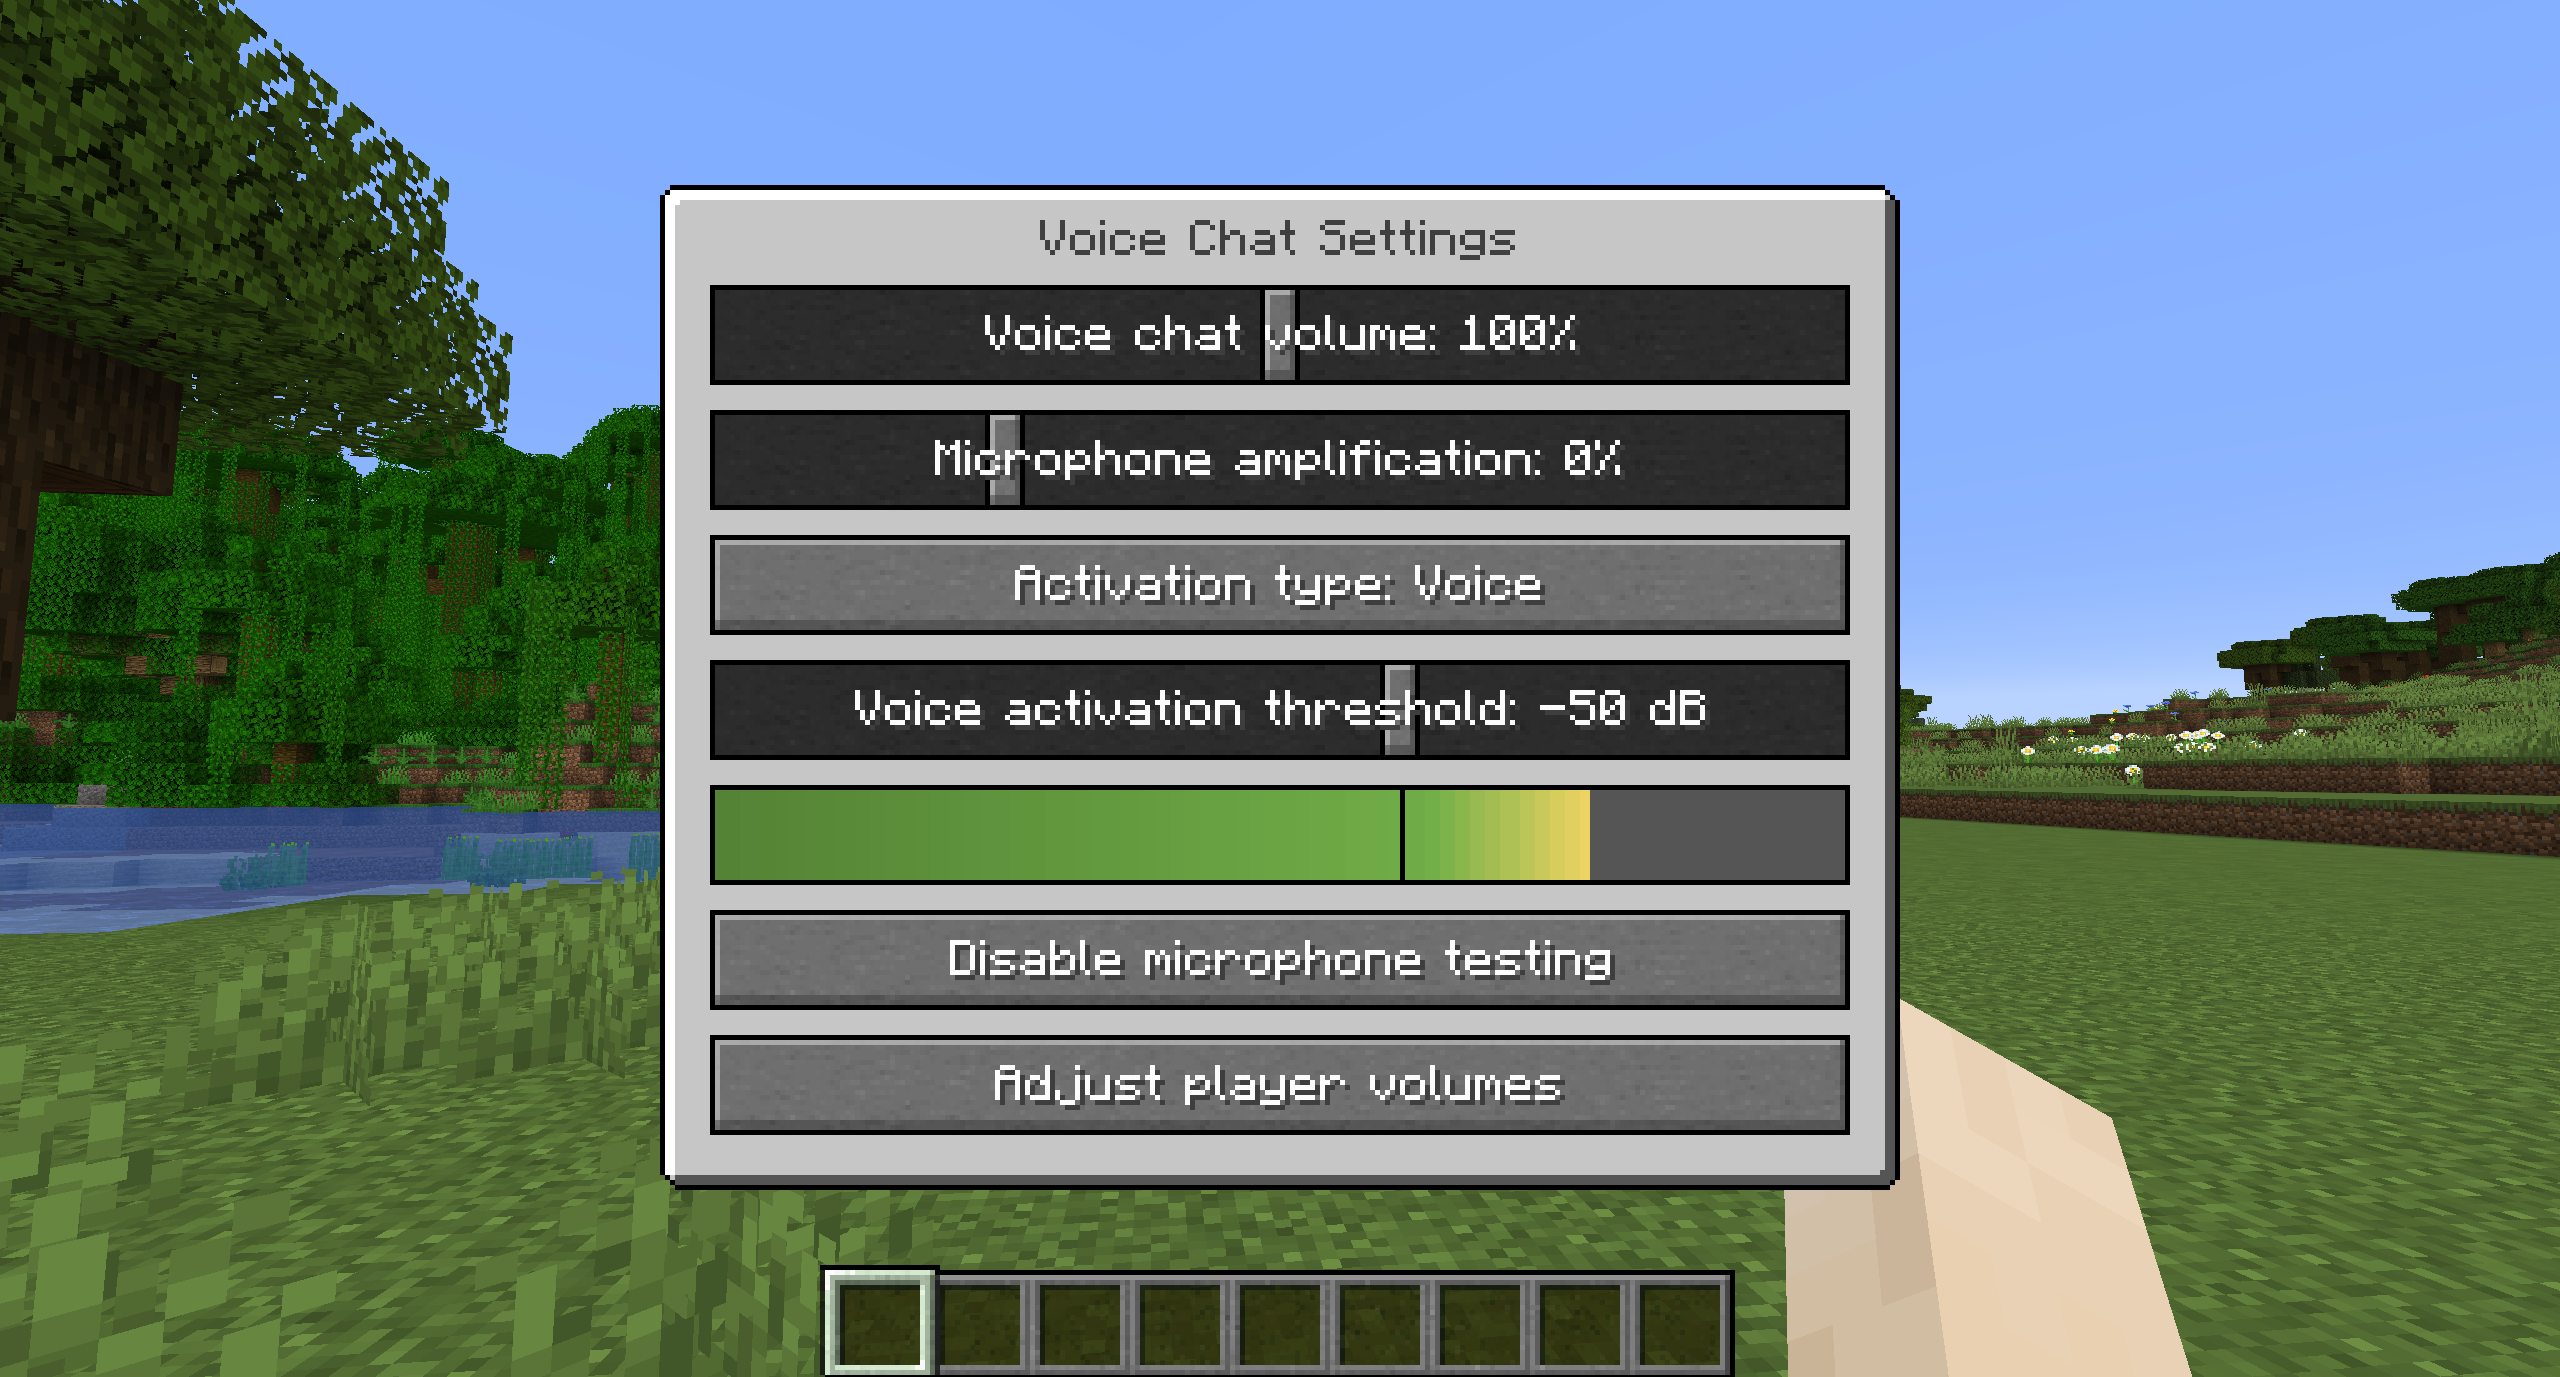 Voice Chat Settings
Voice chat volume: 100%
Microphone amplification: 0%
Activation type: Voice
Voice activation threshold: -50 dB
Disable microphone testing
Adjust player volumes